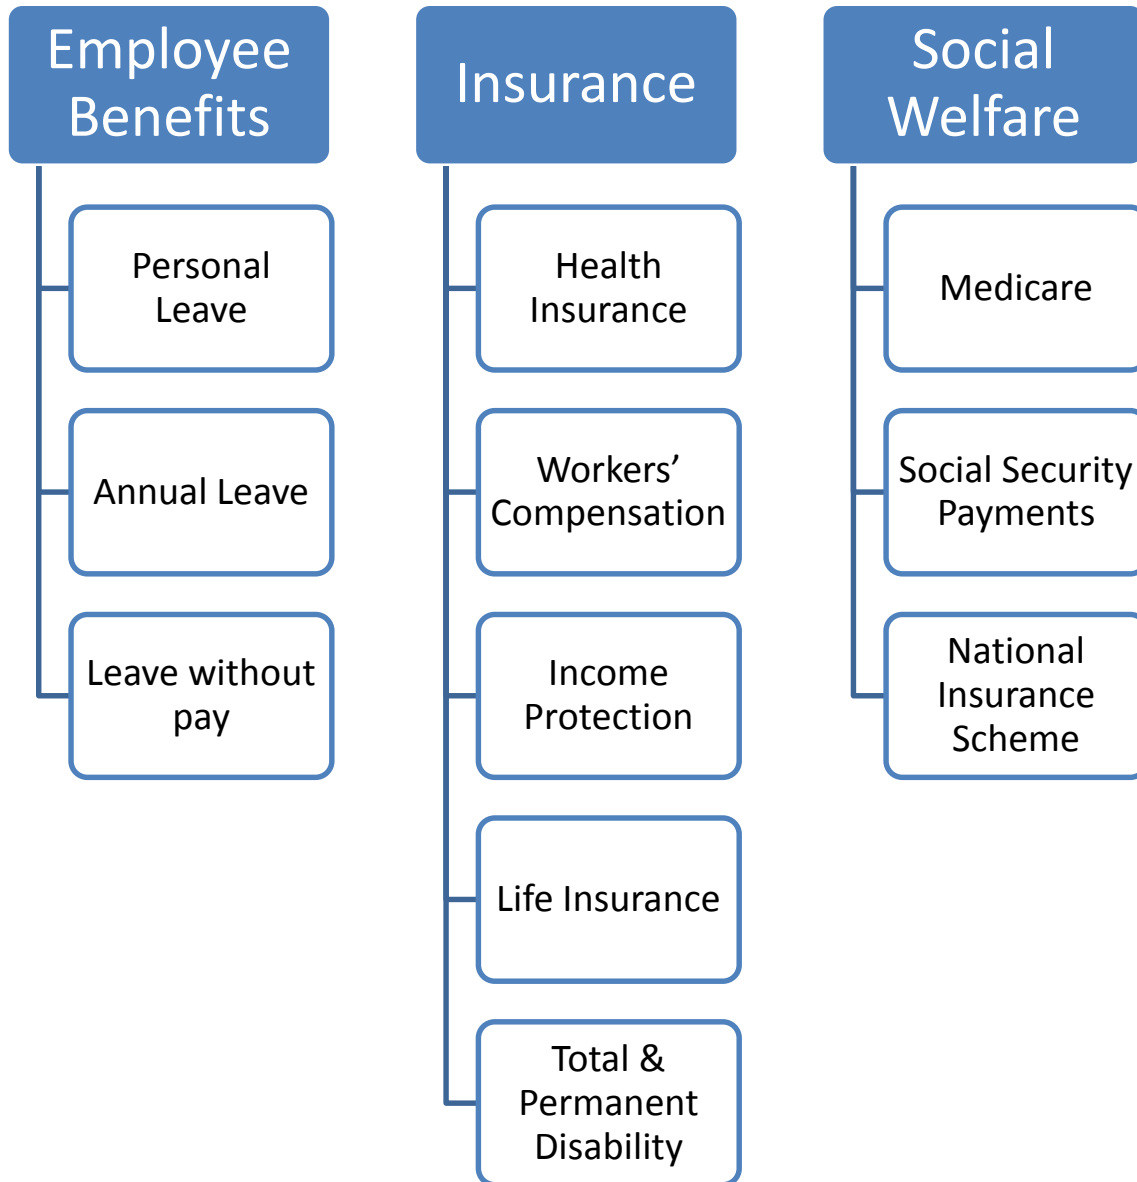 Employee
Benefits
Personal
Leave
Annual Leave
Leave without
pay
Insurance
Health
Insurance
Workers’
Compensation
Income
Protection
Life Insurance
Total &
Permanent
Disability
Social
Welfare
Medicare
Social Security
Payments
National
Insurance
Scheme